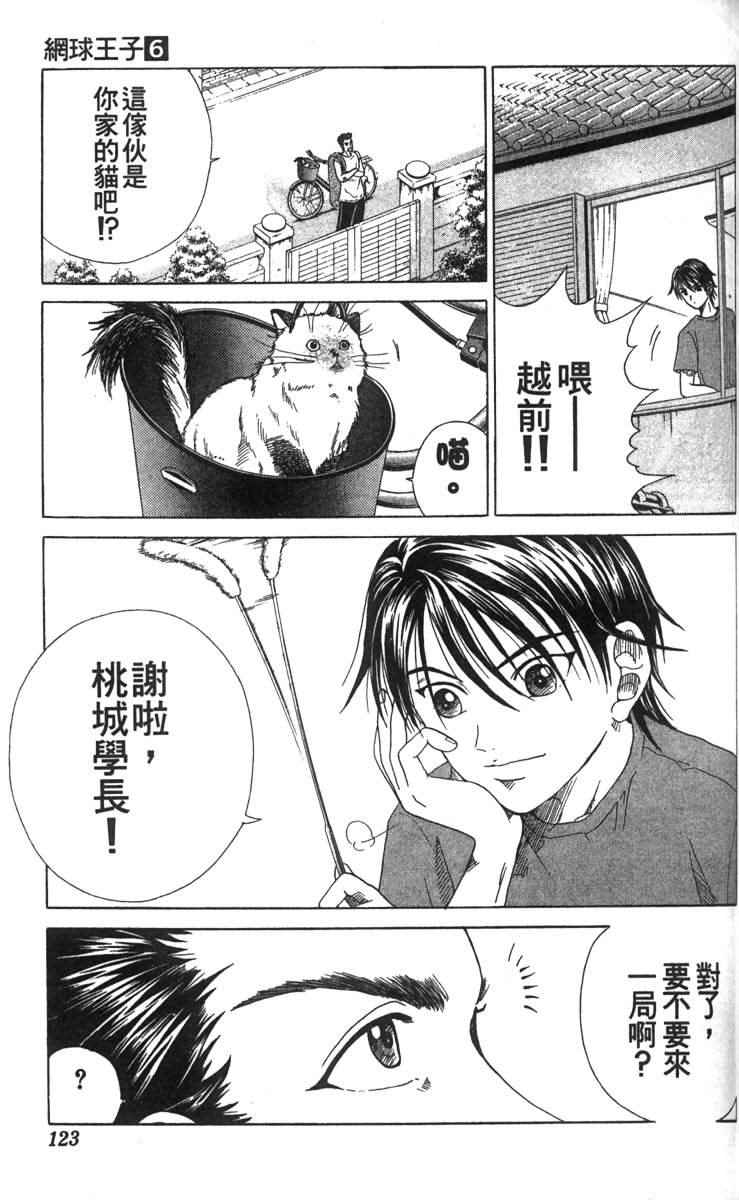 網球王子6
喂——
越前!!
這傢伙是
你家的貓吧!?
喵。
謝啦，
桃城學長！
對了，
要不要來
一局啊？
？
123